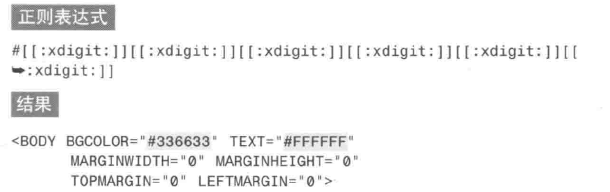 正则表达式
#[[:xdigit:]][[:xdigit:]][[:xdigit:]][[:xdigit:]][[:xdigit:]][[
➥:xdigit:]]
结果
<BODY BGCOLOR="#336633" TEXT="#FFFFFF"
MARGINWIDTH="0" MARGINHEIGHT="0"
TOPMARGIN="0" LEFTMARGIN="0">